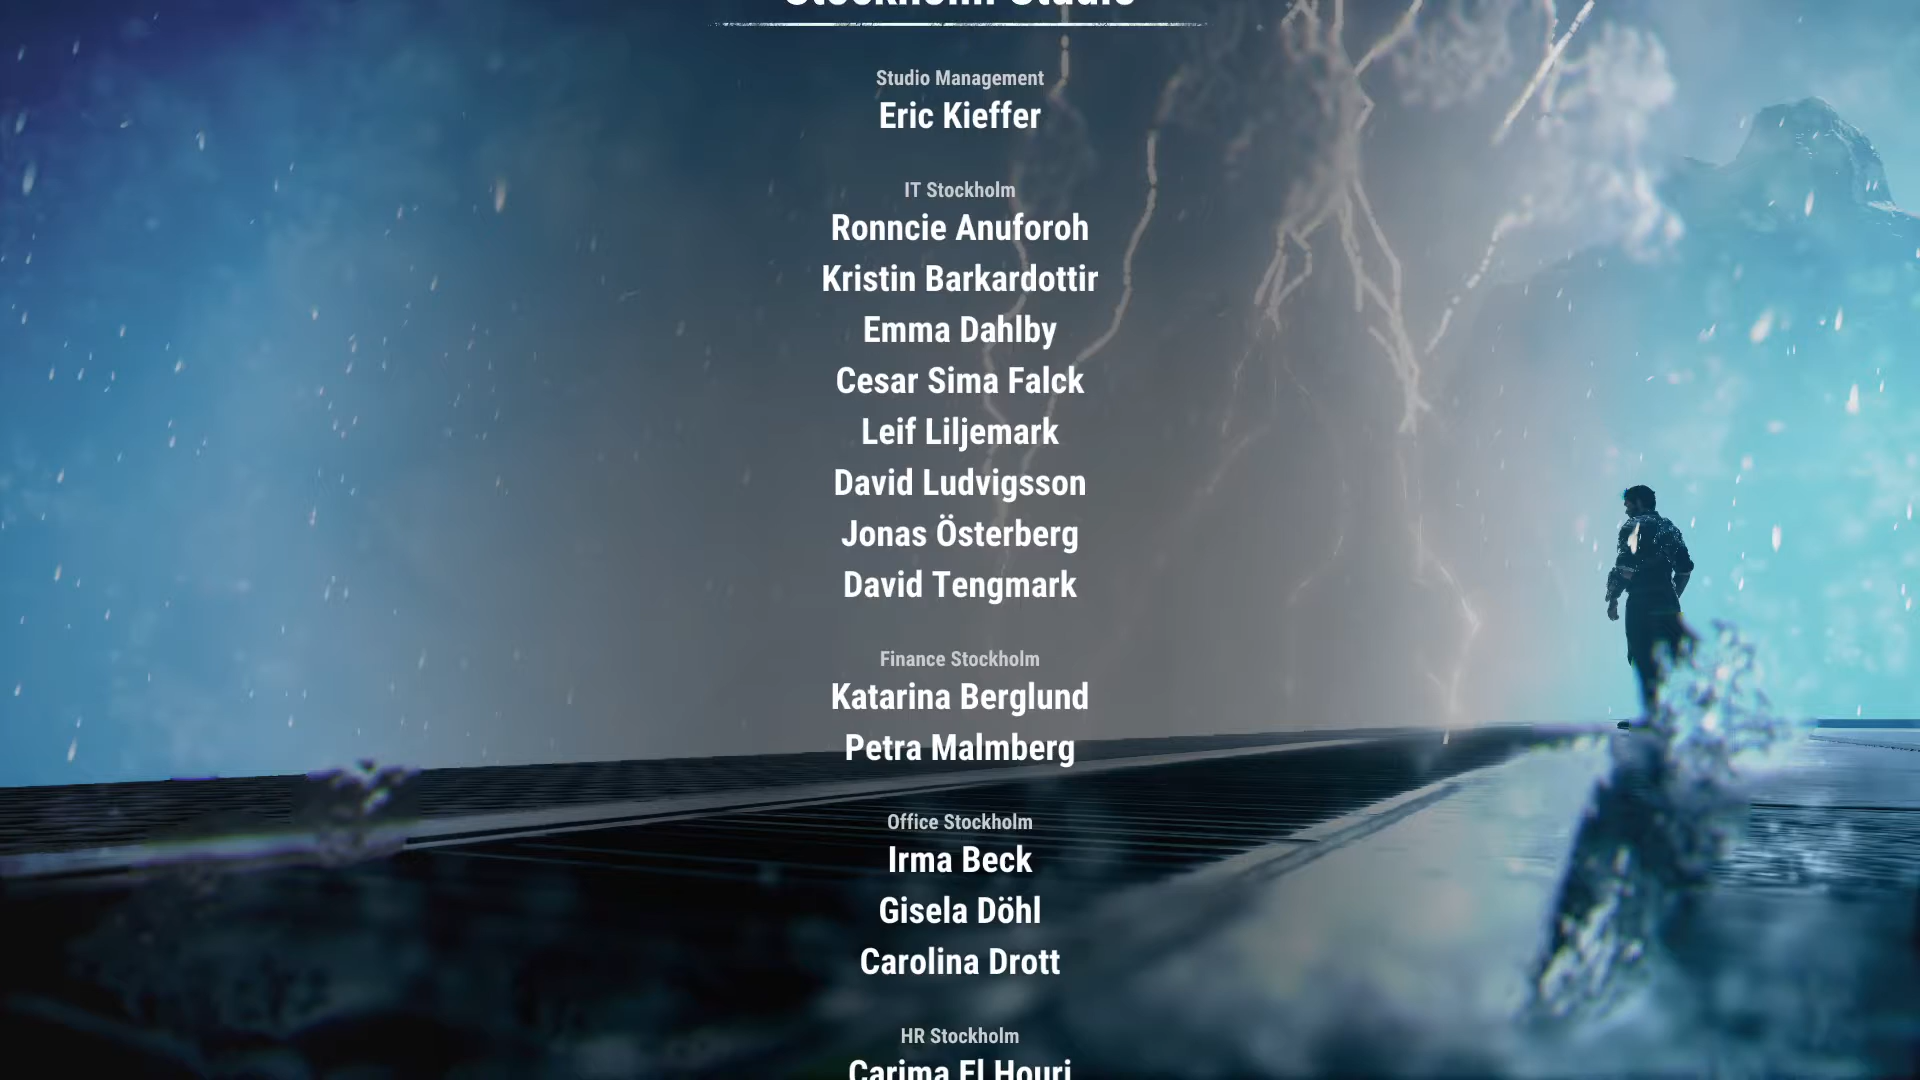 Stockholm Studio
Studio Management
Eric Kieffer
IT Stockholm
Ronncie Anuforoh
Kristin Barkardottir
Emma Dahlby
Cesar Sima Falck
Leif Liljemark
David Ludvigsson
Jonas Österberg
David Tengmark
Finance Stockholm
Katarina Berglund
Petra Malmberg
Office Stockholm
Irma Beck
Gisela Döhl
Carolina Drott
HR Stockholm
Carima El Houri